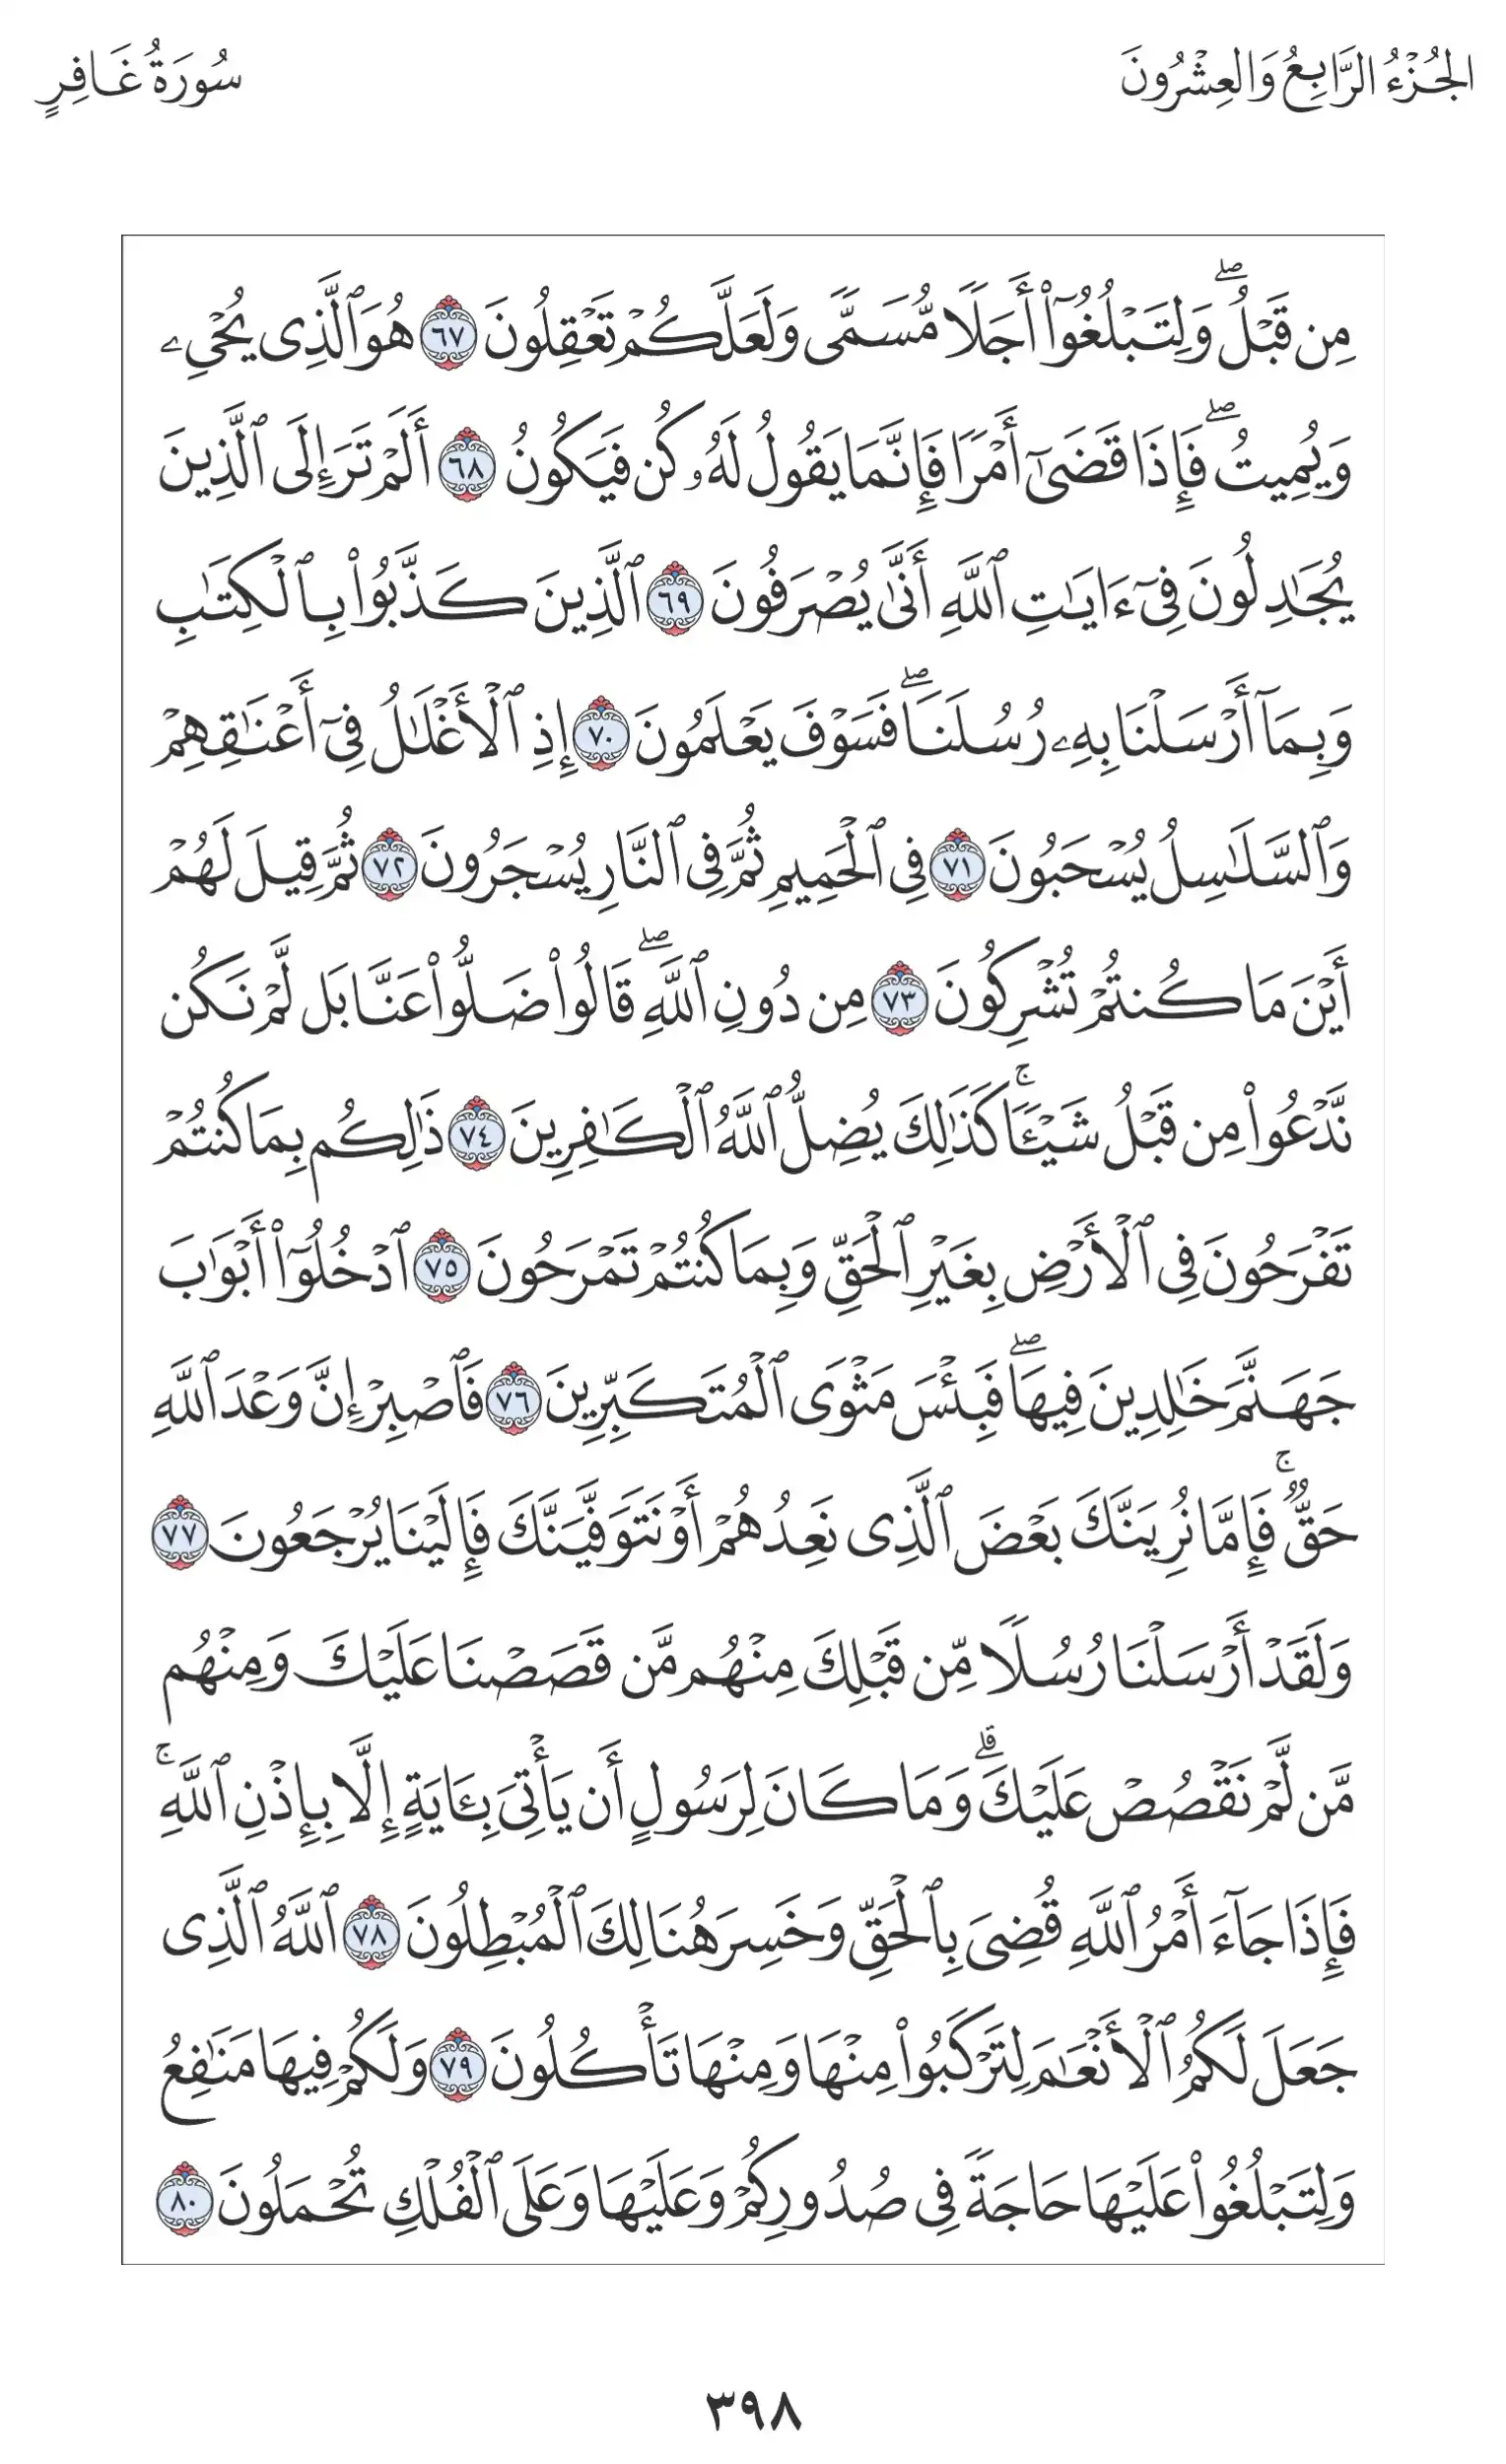 الجُزْءُ الرَّابِعُ وَالعِشْرُونَ
سُورَةُ غَافِرٍ
مِن قَبْلُۖ وَلِتَبْلُغُوٓا۟ أَجَلًا مُّسَمًّى وَلَعَلَّكُمْ تَعْقِلُونَ ٦٧ هُوَ ٱلَّذِى يُحْىِۦ
وَيُمِيتُۖ فَإِذَا قَضَىٰٓ أَمْرًا فَإِنَّمَا يَقُولُ لَهُۥ كُن فَيَكُونُ ٦٨ أَلَمْ تَرَ إِلَى ٱلَّذِينَ
يُجَٰدِلُونَ فِىٓ ءَايَٰتِ ٱللَّهِ أَنَّىٰ يُصْرَفُونَ ٦٩ ٱلَّذِينَ كَذَّبُوا۟ بِٱلْكِتَٰبِ
وَبِمَآ أَرْسَلْنَا بِهِۦ رُسُلَنَاۖ فَسَوْفَ يَعْلَمُونَ ٧٠ إِذِ ٱلْأَغْلَٰلُ فِىٓ أَعْنَٰقِهِمْ
وَٱلسَّلَٰسِلُ يُسْحَبُونَ ٧١ فِى ٱلْحَمِيمِ ثُمَّ فِى ٱلنَّارِ يُسْجَرُونَ ٧٢ ثُمَّ قِيلَ لَهُمْ
أَيْنَ مَا كُنتُمْ تُشْرِكُونَ ٧٣ مِن دُونِ ٱللَّهِۖ قَالُوا۟ ضَلُّوا۟ عَنَّا بَل لَّمْ نَكُن
نَّدْعُوا۟ مِن قَبْلُ شَيْـًٔاۚ كَذَٰلِكَ يُضِلُّ ٱللَّهُ ٱلْكَٰفِرِينَ ٧٤ ذَٰلِكُم بِمَا كُنتُمْ
تَفْرَحُونَ فِى ٱلْأَرْضِ بِغَيْرِ ٱلْحَقِّ وَبِمَا كُنتُمْ تَمْرَحُونَ ٧٥ ٱدْخُلُوٓا۟ أَبْوَٰبَ
جَهَنَّمَ خَٰلِدِينَ فِيهَاۖ فَبِئْسَ مَثْوَى ٱلْمُتَكَبِّرِينَ ٧٦ فَٱصْبِرْ إِنَّ وَعْدَ ٱللَّهِ
حَقٌّۚ فَإِمَّا نُرِيَنَّكَ بَعْضَ ٱلَّذِى نَعِدُهُمْ أَوْ نَتَوَفَّيَنَّكَ فَإِلَيْنَا يُرْجَعُونَ ٧٧
وَلَقَدْ أَرْسَلْنَا رُسُلًا مِّن قَبْلِكَ مِنْهُم مَّن قَصَصْنَا عَلَيْكَ وَمِنْهُم
مَّن لَّمْ نَقْصُصْ عَلَيْكَۗ وَمَا كَانَ لِرَسُولٍ أَن يَأْتِىَ بِـَٔايَةٍ إِلَّا بِإِذْنِ ٱللَّهِۚ
فَإِذَا جَآءَ أَمْرُ ٱللَّهِ قُضِىَ بِٱلْحَقِّ وَخَسِرَ هُنَالِكَ ٱلْمُبْطِلُونَ ٧٨ ٱللَّهُ ٱلَّذِى
جَعَلَ لَكُمُ ٱلْأَنْعَٰمَ لِتَرْكَبُوا۟ مِنْهَا وَمِنْهَا تَأْكُلُونَ ٧٩ وَلَكُمْ فِيهَا مَنَٰفِعُ
وَلِتَبْلُغُوا۟ عَلَيْهَا حَاجَةً فِى صُدُورِكُمْ وَعَلَيْهَا وَعَلَى ٱلْفُلْكِ تُحْمَلُونَ ٨٠
٣٩٨